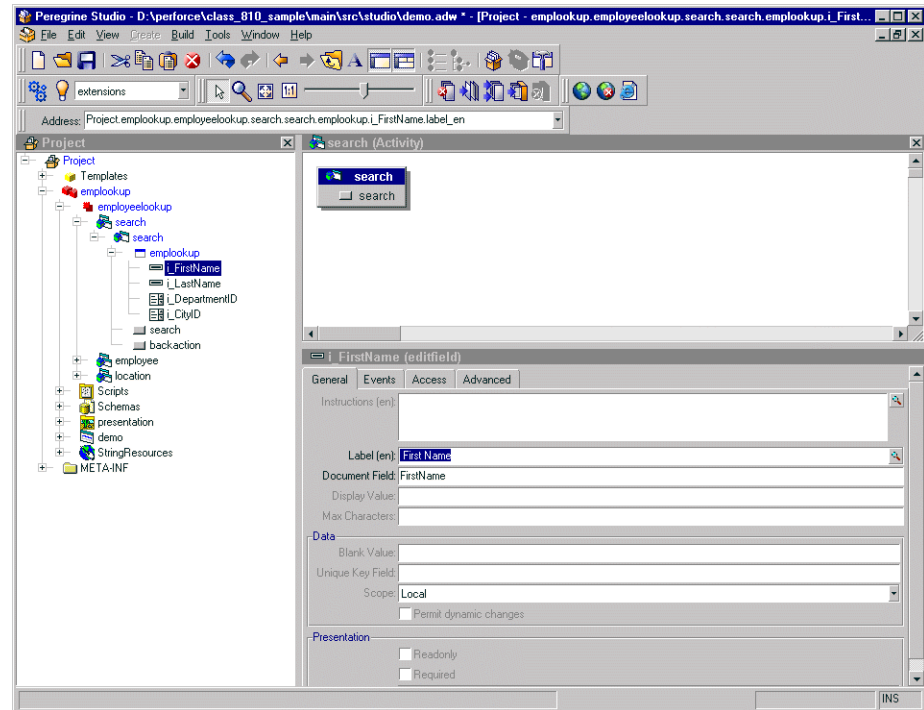 Peregrine Studio - D:\perforce\class_810_sample\main\src\studio\demo.adw * - [Project - emplookup.employeelookup.search.search.emplookup.i_First...
File Edit View Create Build Tools Window Help
A
extensions
1:1
Address: Project.emplookup.employeelookup.search.search.emplookup.i_FirstName.label_en
Project
Project
Templates
emplookup
employeelookup
search
search
emplookup
i_FirstName
i_LastName
i_DepartmentID
i_CityID
search
backaction
employee
location
Scripts
Schemas
presentation
demo
StringResources
META-INF
search (Activity)
search
search
i_FirstName (editfield)
General Events Access Advanced
Instructions (en):
Label (en): First Name
Document Field: FirstName
Display Value:
Max Characters:
Data
Blank Value:
Unique Key Field:
Scope: Local
Permit dynamic changes
Presentation
Readonly
Required
INS